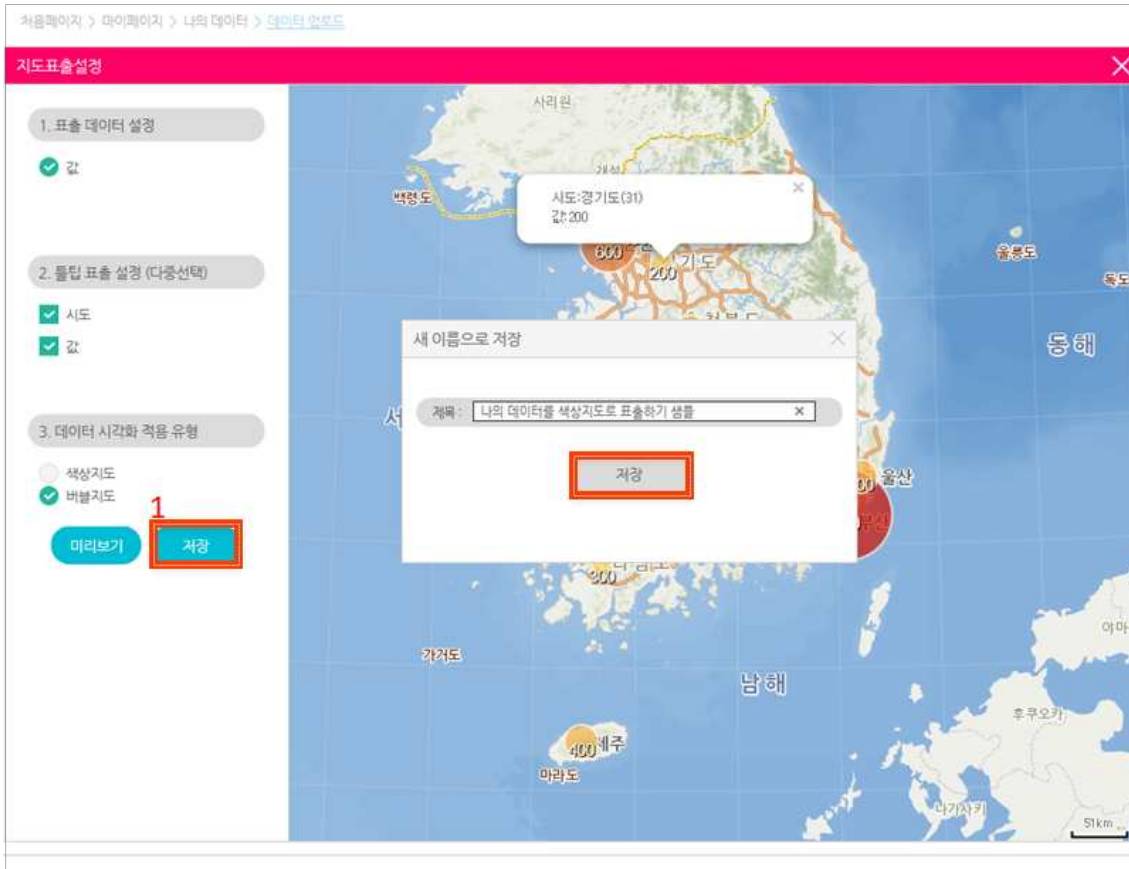 처음페이지 > 마이페이지 > 나의 데이터 > 데이터 업로드
지도표출설정
1. 표출 데이터 설정
값
2. 툴팁 표출 설정 (다중선택)
시도
값
3. 데이터 시각화 적용 유형
색상지도
버블지도
1
미리보기
저장
사리원
개성
백령도
시도:경기도(31)
값:200
600
200
기도
울릉도
동해
새 이름으로 저장
제목 :
나의 데이터를 색상지도로 표출하기 샘플
저장
울산
부산
300
가거도
남해
후쿠오카
400
제주
마라도
나가사키
51km